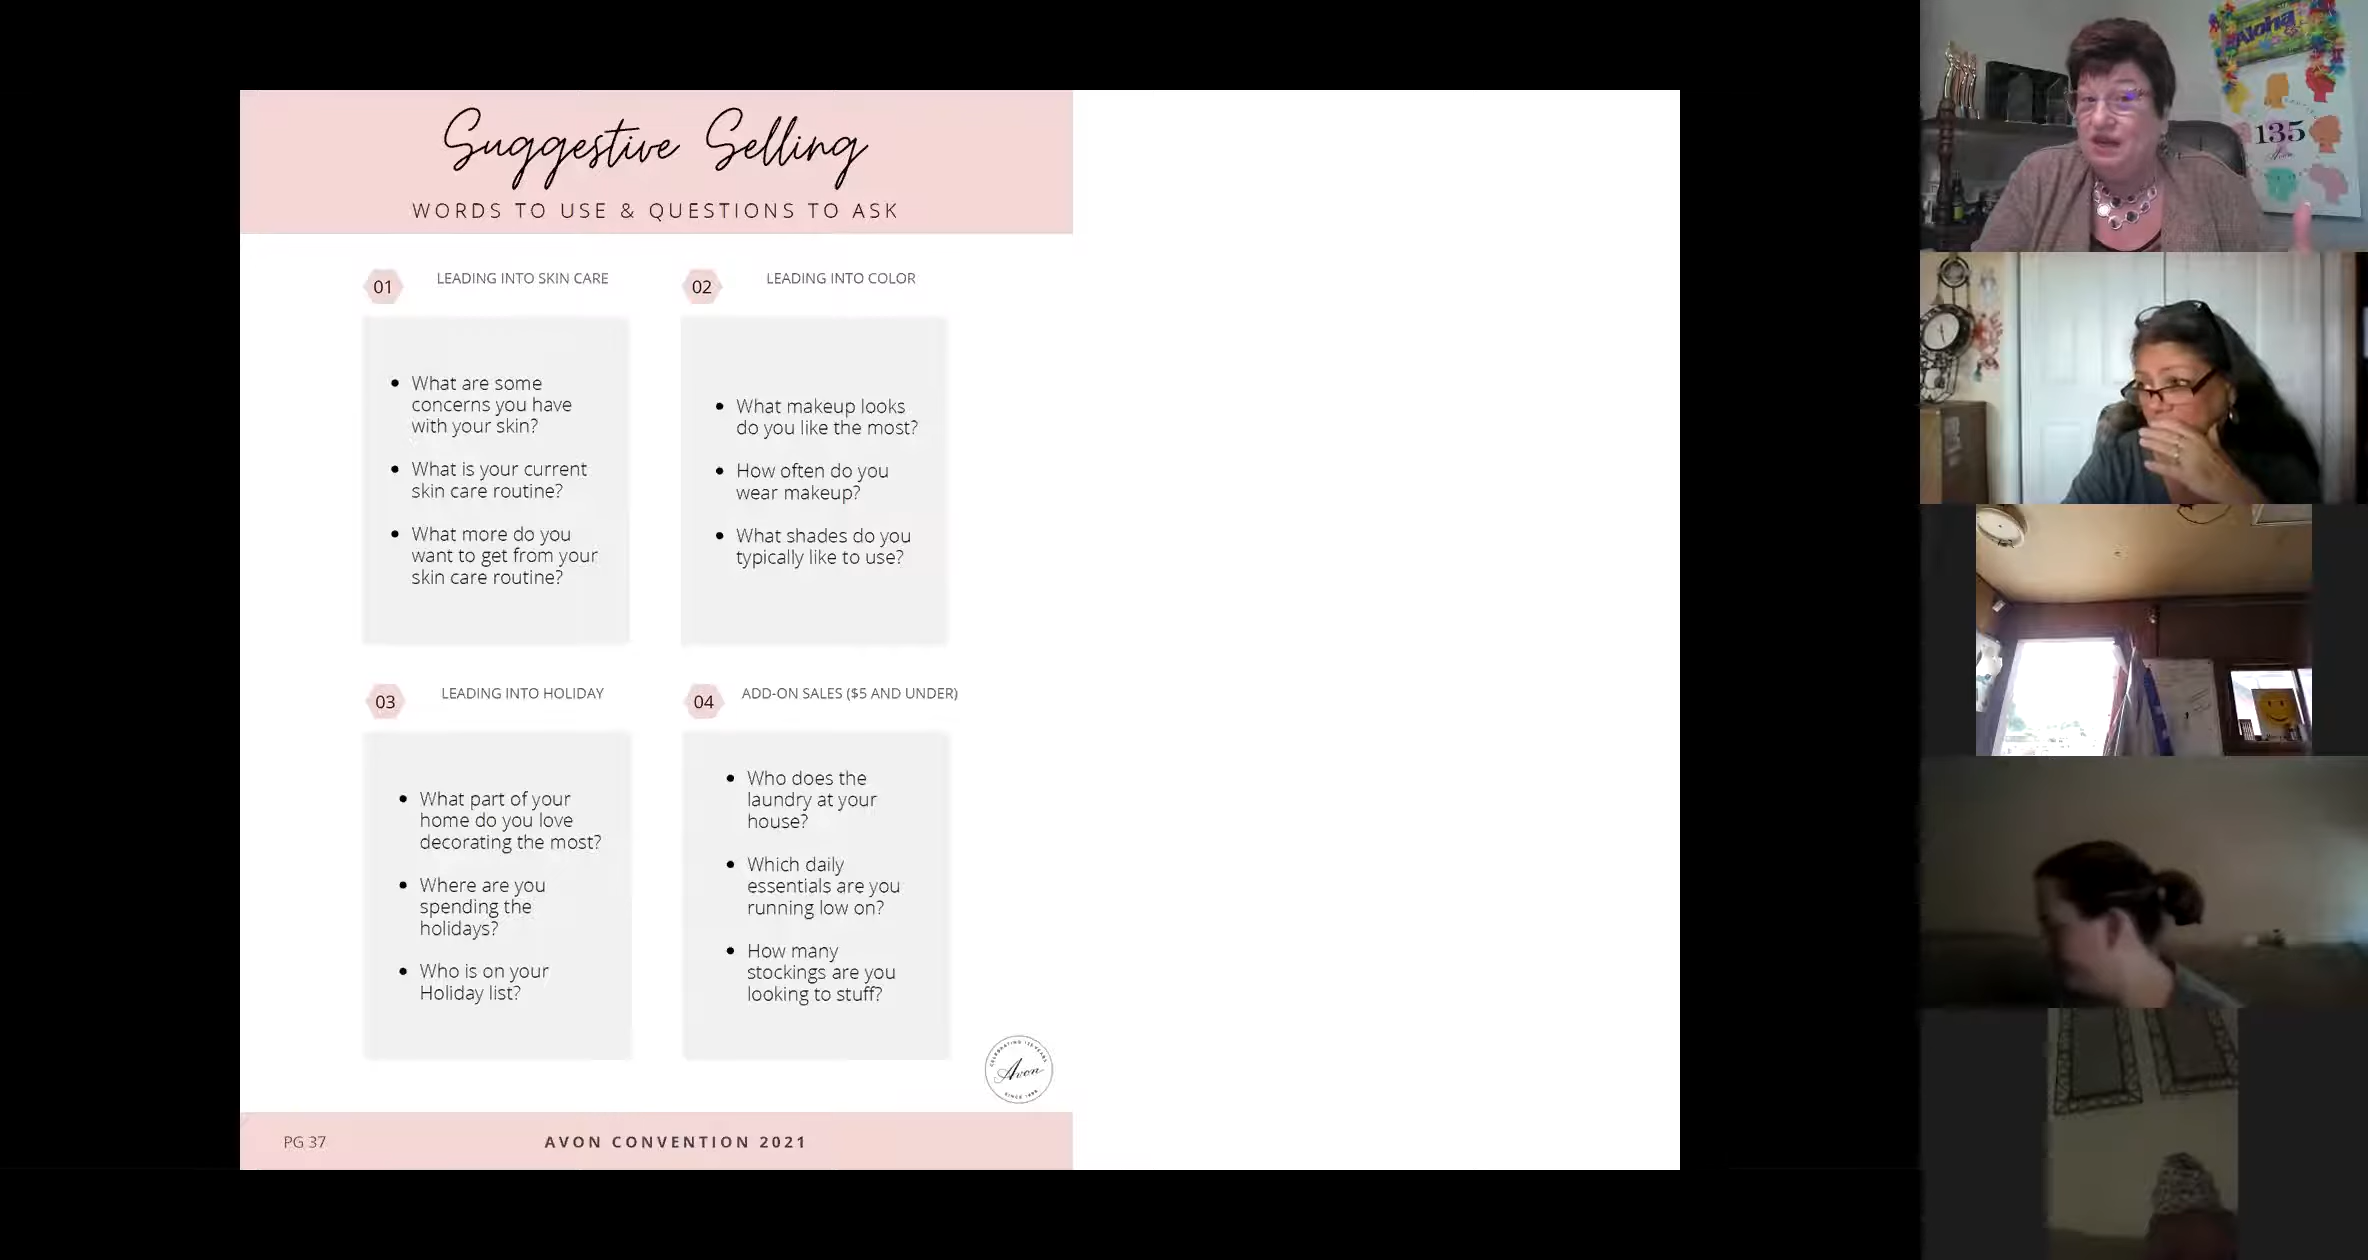 Suggestive Selling
WORDS TO USE & QUESTIONS TO ASK
01
LEADING INTO SKIN CARE
• What are some
concerns you have
with your skin?
• What is your current
skin care routine?
• What more do you
want to get from your
skin care routine?
02
LEADING INTO COLOR
• What makeup looks
do you like the most?
• How often do you
wear makeup?
• What shades do you
typically like to use?
03
LEADING INTO HOLIDAY
• What part of your
home do you love
decorating the most?
• Where are you
spending the
holidays?
• Who is on your
Holiday list?
04
ADD-ON SALES ($5 AND UNDER)
• Who does the
laundry at your
house?
• Which daily
essentials are you
running low on?
• How many
stockings are you
looking to stuff?
CELEBRATING 135 YEARS
Avon
SINCE 1886
PG 37
AVON CONVENTION 2021
Aloha
135
Avon